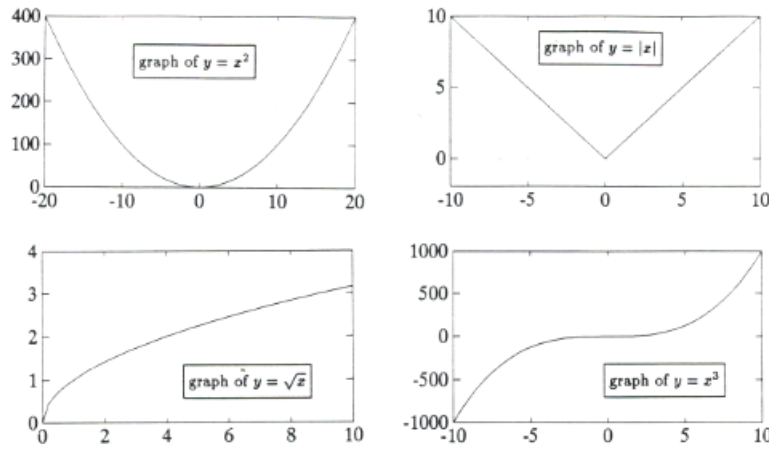 400
300
200
100
0
-20 -10 0 10 20
graph of y = x²
10
5
0
-10 -5 0 5 10
graph of y = |x|
4
3
2
1
0
0 2 4 6 8 10
graph of y = √x
1000
500
0
-500
-1000
-10 -5 0 5 10
graph of y = x³